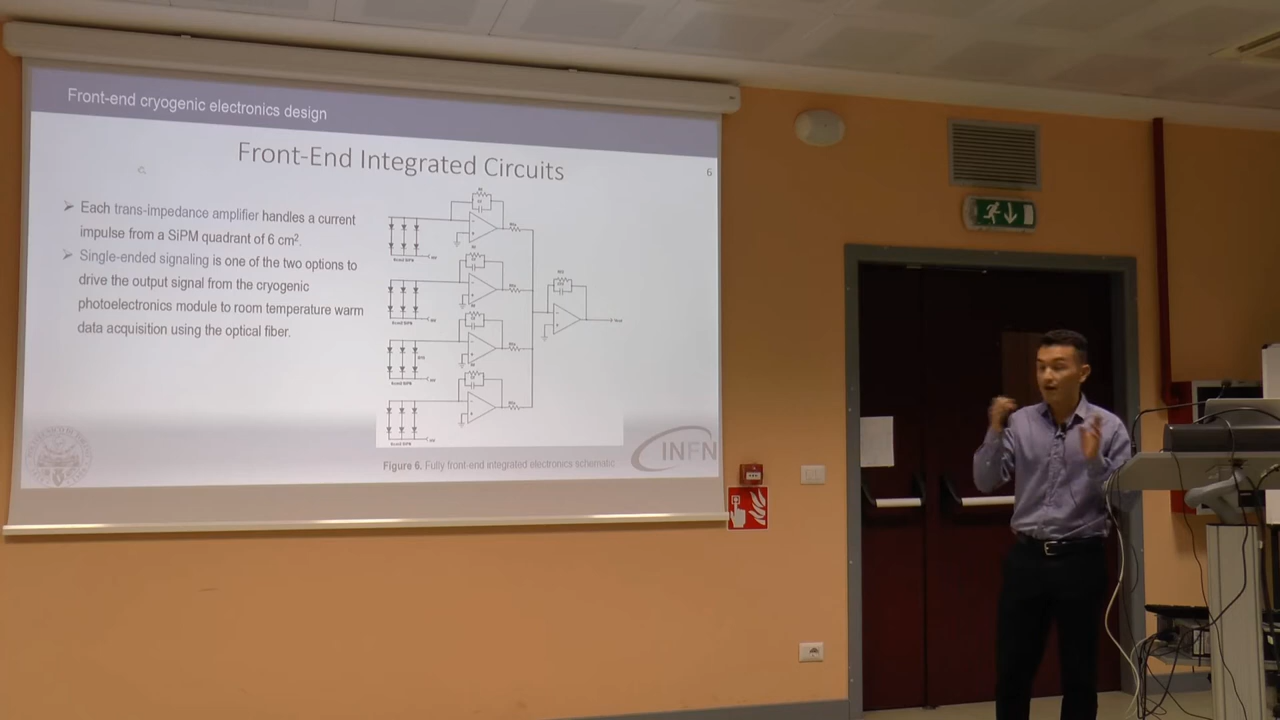 Front-end cryogenic electronics design
Front-End Integrated Circuits
6
➢ Each trans-impedance amplifier handles a current
impulse from a SiPM quadrant of 6 cm².
➢ Single-ended signaling is one of the two options to
drive the output signal from the cryogenic
photoelectronics module to room temperature warm
data acquisition using the optical fiber.
Figure 6. Fully front-end integrated electronics schematic
INFN